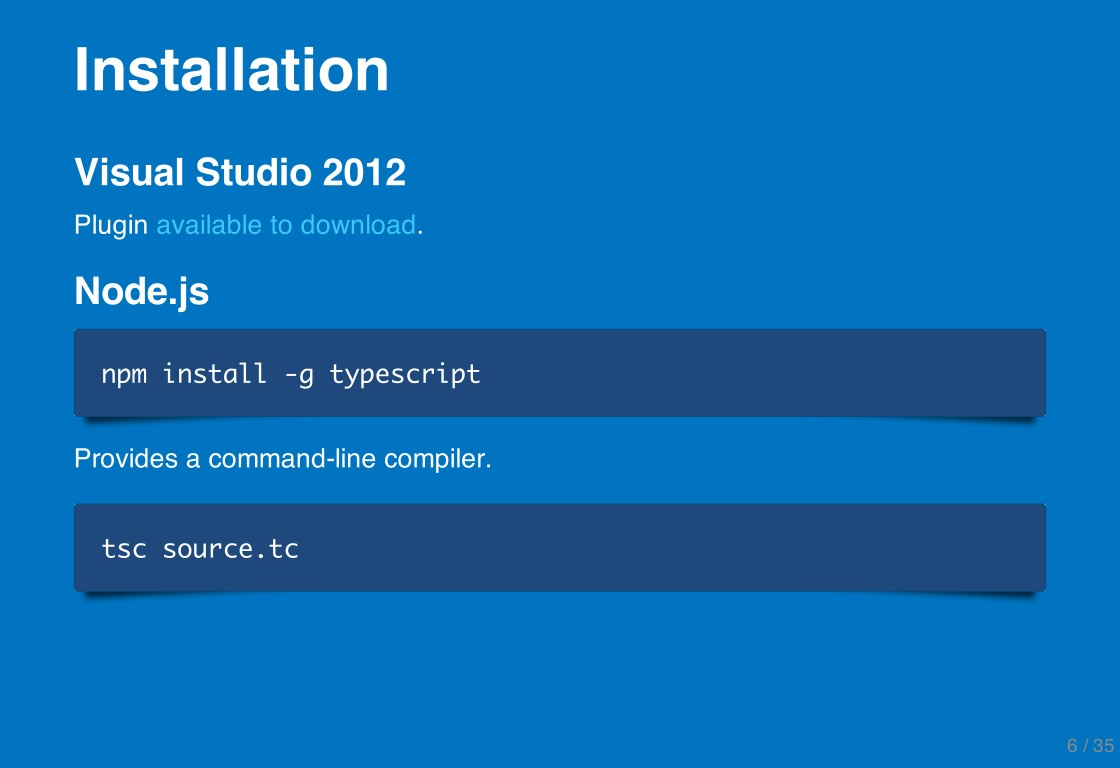 Installation
Visual Studio 2012
Plugin available to download.
Node.js
npm install -g typescript
Provides a command-line compiler.
tsc source.tc
6 / 35